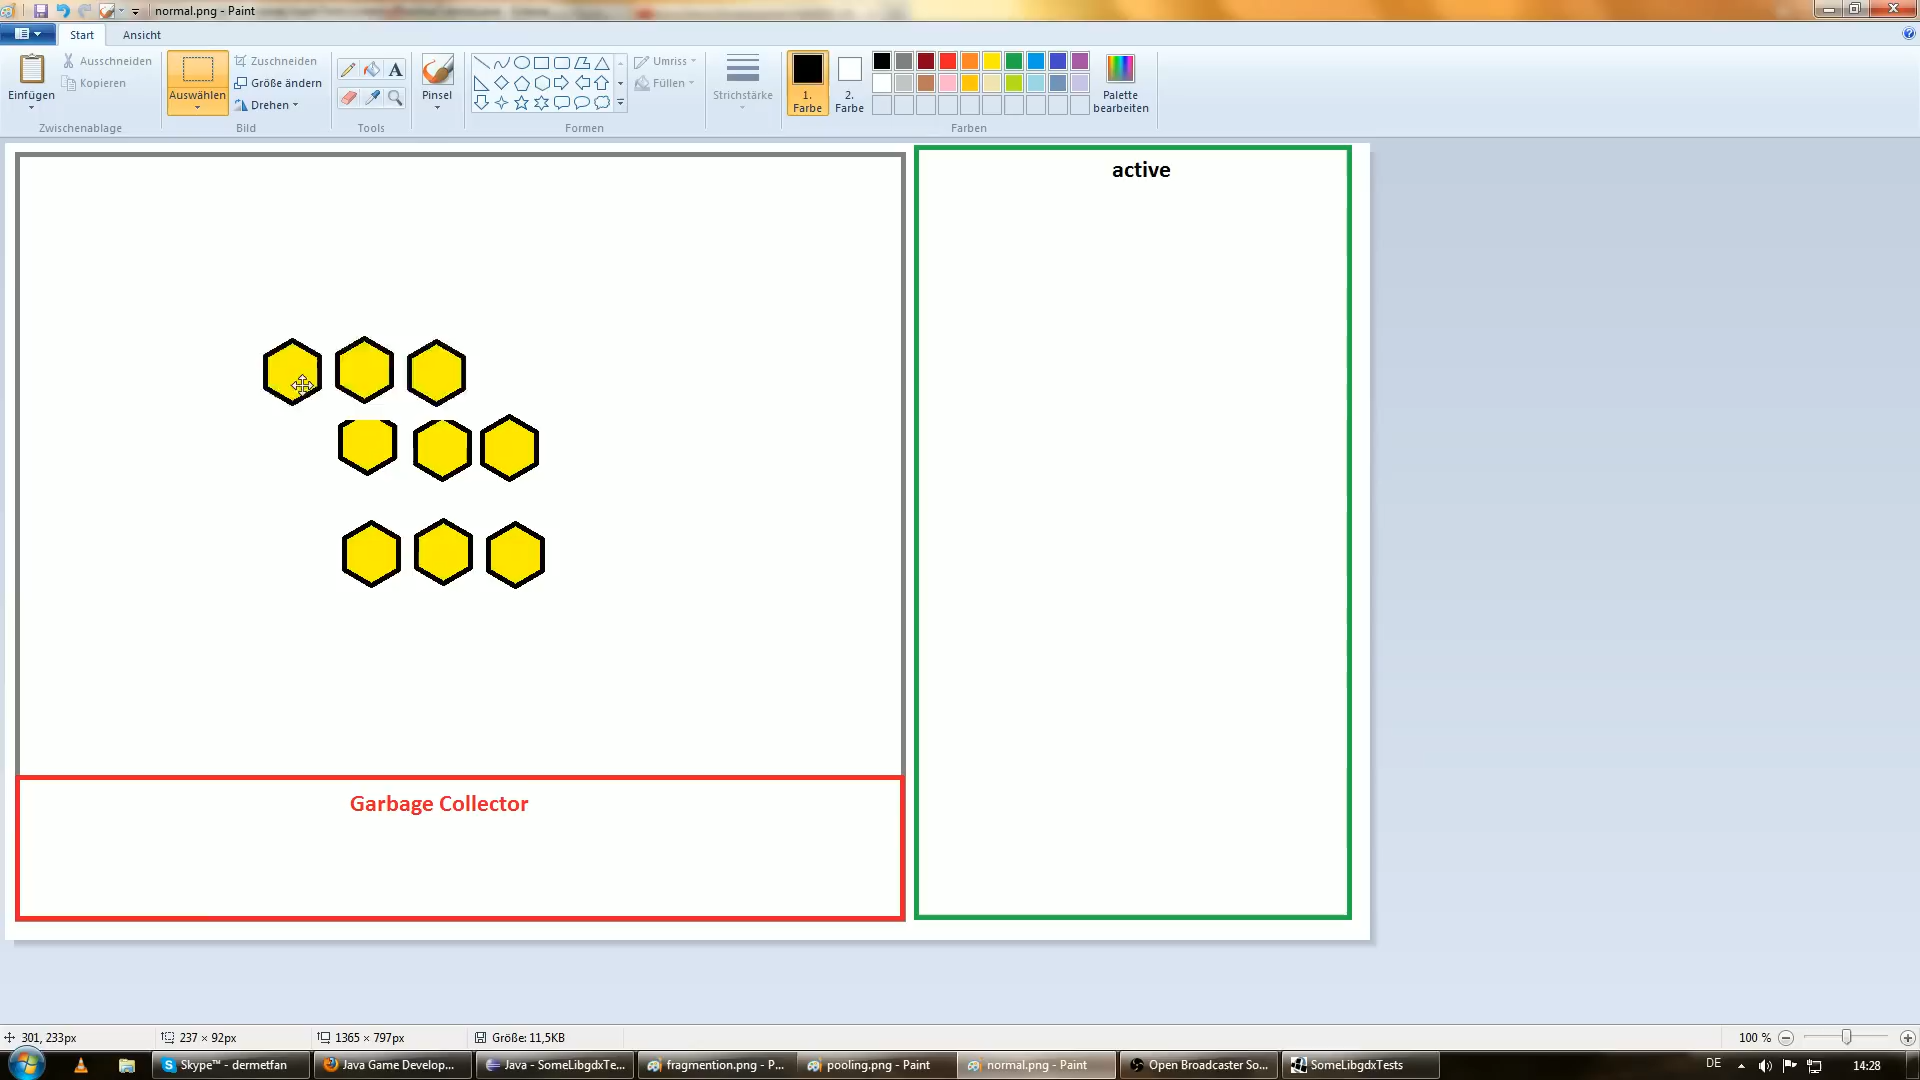 normal.png - Paint
Start
Ansicht
Einfügen
Ausschneiden
Kopieren
Zwischenablage
Auswählen
Zuschneiden
Größe ändern
Drehen
Bild
A
Tools
Pinsel
Umriss
Füllen
Formen
Strichstärke
1.
Farbe
2.
Farbe
Palette
bearbeiten
Farben
active
Garbage Collector
301, 233px
237 × 92px
1365 × 797px
Größe: 11,5KB
100 %
Skype™ - dermetfan
Java Game Develop...
Java - SomeLibgdxTe...
fragmention.png - P...
pooling.png - Paint
normal.png - Paint
Open Broadcaster So...
SomeLibgdxTests
DE
14:28